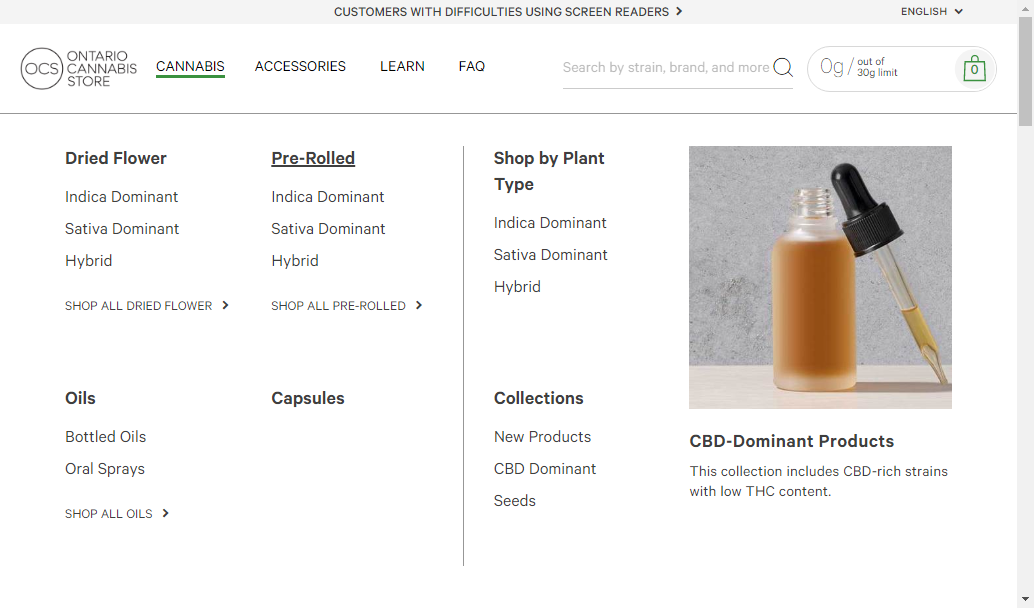 CUSTOMERS WITH DIFFICULTIES USING SCREEN READERS
ENGLISH
OCS
ONTARIO
CANNABIS
STORE
CANNABIS
ACCESSORIES
LEARN
FAQ
Search by strain, brand, and more
0g / out of
30g limit
0
Dried Flower
Indica Dominant
Sativa Dominant
Hybrid
SHOP ALL DRIED FLOWER
Pre-Rolled
Indica Dominant
Sativa Dominant
Hybrid
SHOP ALL PRE-ROLLED
Oils
Bottled Oils
Oral Sprays
SHOP ALL OILS
Capsules
Shop by Plant
Type
Indica Dominant
Sativa Dominant
Hybrid
Collections
New Products
CBD Dominant
Seeds
CBD-Dominant Products
This collection includes CBD-rich strains
with low THC content.